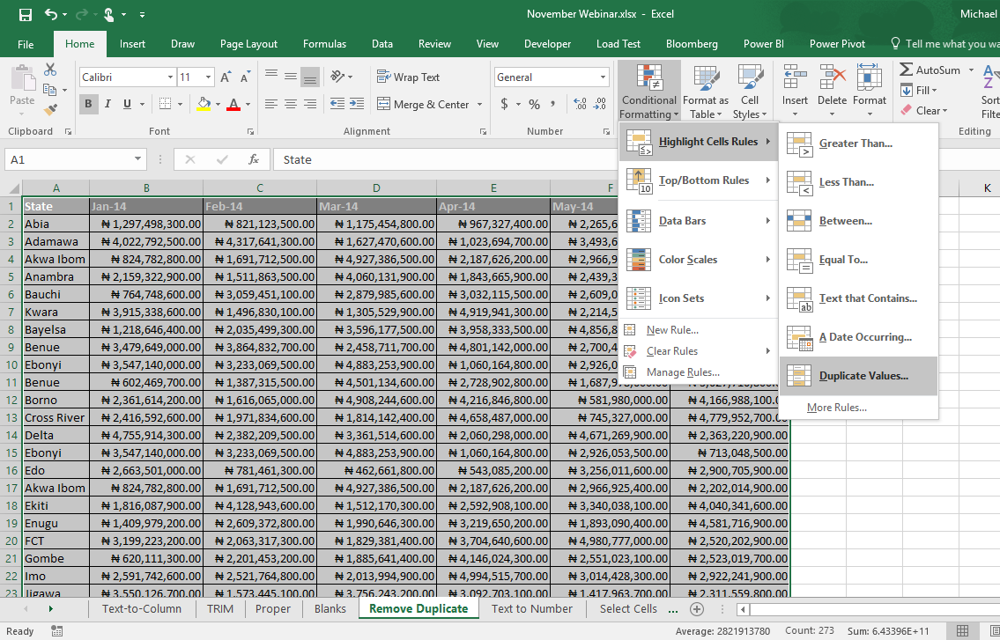 November Webinar.xlsx - Excel
Michael
File Home Insert Draw Page Layout Formulas Data Review View Developer Load Test Bloomberg Power BI Power Pivot Tell me what you wa
Paste
Clipboard
Calibri 11
B I U
Font
Wrap Text
Merge & Center
Alignment
General
$ % ,
Number
Conditional Formatting
Format as Table
Cell Styles
Insert Delete Format
AutoSum
Fill
Clear
Sort
Filte
Editing
A1 fx State
A B C D E F K
1 State Jan-14 Feb-14 Mar-14 Apr-14 May-14
2 Abia ₦ 1,297,498,300.00 ₦ 821,123,500.00 ₦ 1,175,454,800.00 ₦ 967,327,400.00 ₦ 2,265,6
3 Adamawa ₦ 4,022,792,500.00 ₦ 4,317,641,300.00 ₦ 1,627,470,600.00 ₦ 1,023,694,700.00 ₦ 3,493,6
4 Akwa Ibom ₦ 824,782,800.00 ₦ 1,691,712,500.00 ₦ 4,927,386,500.00 ₦ 2,187,626,200.00 ₦ 2,966,9
5 Anambra ₦ 2,159,322,900.00 ₦ 1,511,863,500.00 ₦ 4,060,131,900.00 ₦ 1,843,665,900.00 ₦ 2,439,3
6 Bauchi ₦ 764,748,600.00 ₦ 3,059,451,100.00 ₦ 2,879,985,600.00 ₦ 3,032,115,500.00 ₦ 2,609,0
7 Kwara ₦ 3,915,338,600.00 ₦ 1,496,830,100.00 ₦ 1,305,529,900.00 ₦ 4,919,941,300.00 ₦ 2,214,5
8 Bayelsa ₦ 1,218,646,400.00 ₦ 2,035,499,300.00 ₦ 3,596,177,500.00 ₦ 3,958,333,500.00 ₦ 4,856,8
9 Benue ₦ 3,479,649,000.00 ₦ 3,864,832,700.00 ₦ 2,458,711,700.00 ₦ 4,801,142,000.00 ₦ 2,700,4
10 Ebonyi ₦ 3,547,140,000.00 ₦ 3,233,069,500.00 ₦ 4,883,253,900.00 ₦ 1,060,164,800.00 ₦ 2,926,0
11 Benue ₦ 602,469,700.00 ₦ 1,387,315,500.00 ₦ 4,501,134,600.00 ₦ 2,728,902,800.00
12 Borno ₦ 2,361,614,200.00 ₦ 1,616,065,000.00 ₦ 4,908,244,600.00 ₦ 4,216,846,800.00 ₦ 581,980,000.00 ₦ 4,166,988,100.0
13 Cross River ₦ 2,416,592,600.00 ₦ 1,971,834,600.00 ₦ 1,814,142,400.00 ₦ 4,658,487,000.00 ₦ 745,327,000.00 ₦ 4,779,952,700.0
14 Delta ₦ 4,755,914,300.00 ₦ 2,382,209,500.00 ₦ 3,361,514,600.00 ₦ 2,060,298,000.00 ₦ 4,671,269,900.00 ₦ 2,363,220,900.00
15 Ebonyi ₦ 3,547,140,000.00 ₦ 3,233,069,500.00 ₦ 4,883,253,900.00 ₦ 1,060,164,800.00 ₦ 2,926,053,500.00 ₦ 713,048,500.00
16 Edo ₦ 2,663,501,000.00 ₦ 781,461,300.00 ₦ 462,661,800.00 ₦ 543,085,200.00 ₦ 3,256,011,600.00 ₦ 2,900,705,900.00
17 Akwa Ibom ₦ 824,782,800.00 ₦ 1,691,712,500.00 ₦ 4,927,386,500.00 ₦ 2,187,626,200.00 ₦ 2,966,925,400.00 ₦ 2,202,014,900.00
18 Ekiti ₦ 1,816,087,900.00 ₦ 4,128,943,600.00 ₦ 1,512,170,300.00 ₦ 2,592,908,100.00 ₦ 3,340,038,100.00 ₦ 4,040,341,600.00
19 Enugu ₦ 1,409,979,200.00 ₦ 2,609,372,800.00 ₦ 1,990,646,300.00 ₦ 3,219,650,200.00 ₦ 1,893,090,400.00 ₦ 4,581,716,900.00
20 FCT ₦ 3,199,223,200.00 ₦ 2,063,317,300.00 ₦ 1,829,381,400.00 ₦ 3,704,640,600.00 ₦ 4,980,777,000.00 ₦ 2,520,202,900.00
21 Gombe ₦ 620,111,300.00 ₦ 2,201,453,200.00 ₦ 1,885,641,400.00 ₦ 4,146,024,300.00 ₦ 2,551,023,100.00 ₦ 2,523,019,700.00
22 Imo ₦ 2,591,742,600.00 ₦ 2,521,764,800.00 ₦ 2,013,994,900.00 ₦ 4,994,515,700.00 ₦ 3,014,428,300.00 ₦ 2,922,241,900.00
23 Jigawa ₦ 3,550,126,700.00 ₦ 1,573,445,100.00 ₦ 3,756,243,200.00 ₦ 3,092,703,100.00 ₦ 1,417,963,700.00 ₦ 2,311,559,800.00
Highlight Cells Rules
Top/Bottom Rules
Data Bars
Color Scales
Icon Sets
New Rule...
Clear Rules
Manage Rules...
Greater Than...
Less Than...
Between...
Equal To...
Text that Contains...
A Date Occurring...
Duplicate Values...
More Rules...
Text-to-Column TRIM Proper Blanks Remove Duplicate Text to Number Select Cells ...
Ready Average: 2821913780 Count: 273 Sum: 6.43396E+11